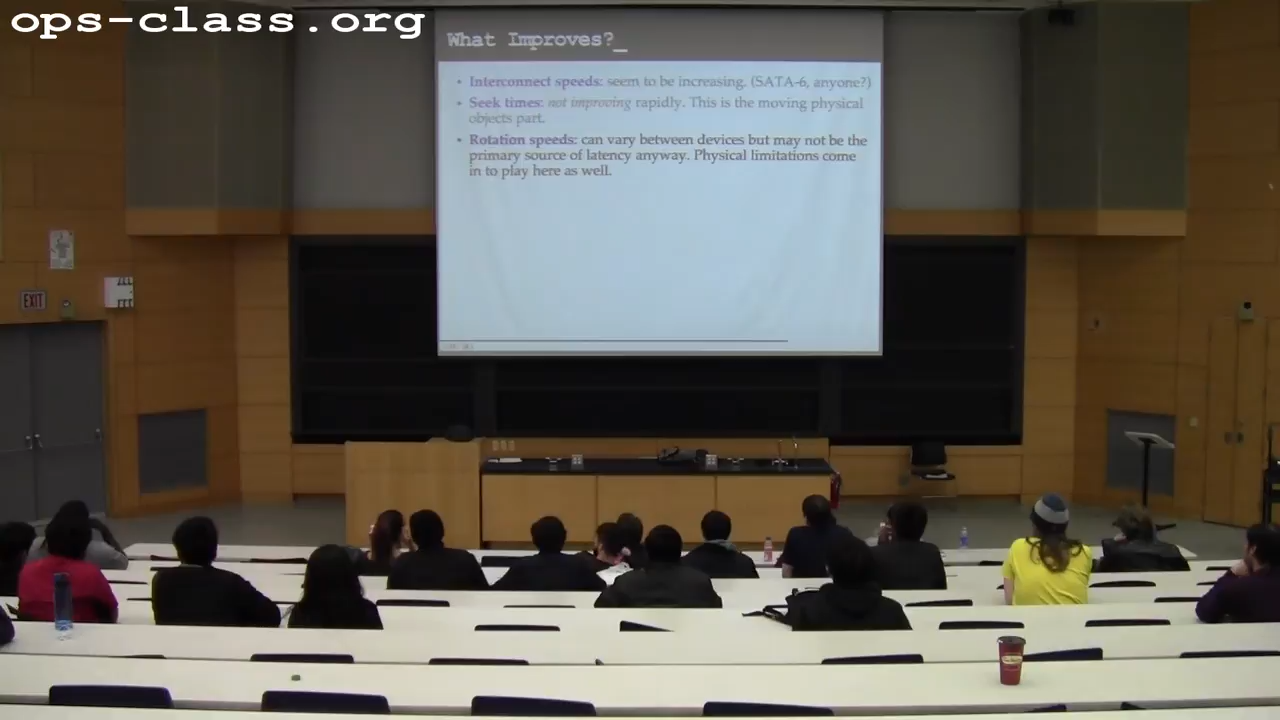 ops-class.org
What Improves?_
• Interconnect speeds: seem to be increasing. (SATA-6, anyone?)
• Seek times: not improving rapidly. This is the moving physical
objects part.
• Rotation speeds: can vary between devices but may not be the
primary source of latency anyway. Physical limitations come
in to play here as well.
EXIT